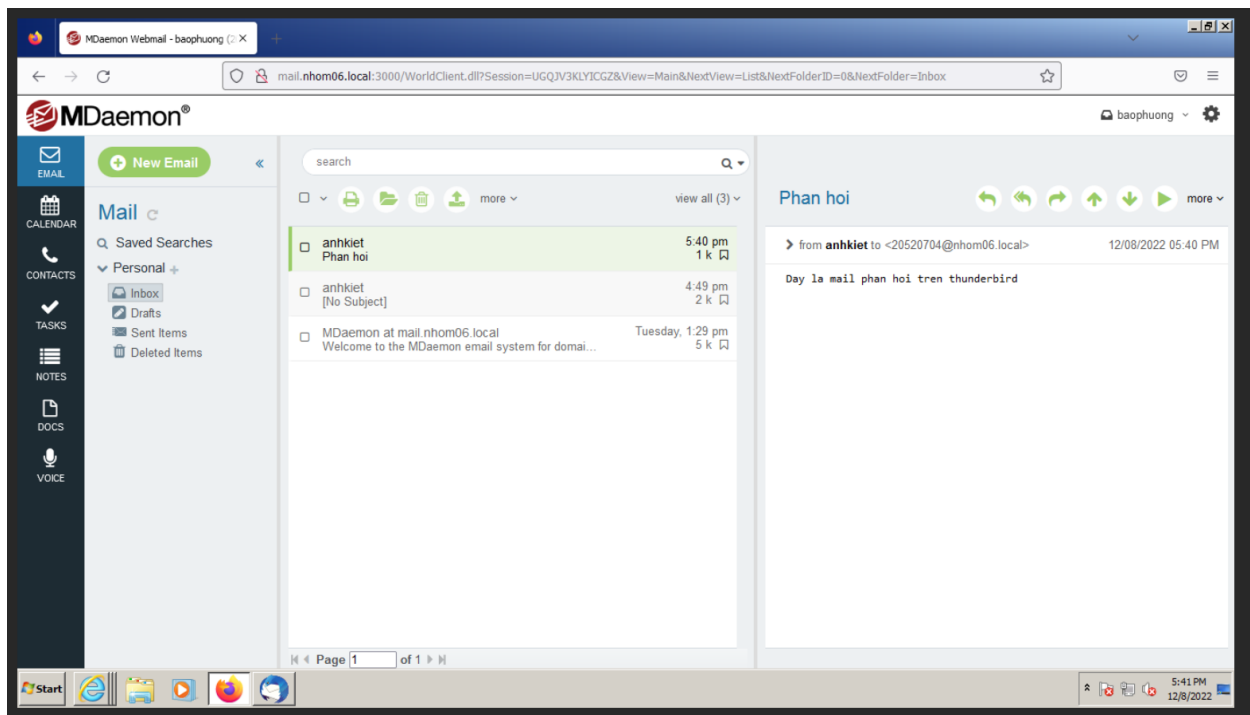 MDaemon Webmail - baophuong (2
mail.nhom06.local:3000/WorldClient.dll?Session=UGQJV3KLYICGZ&View=Main&NextView=List&NextFolderID=0&NextFolder=Inbox
MDaemon®
baophuong
EMAIL
CALENDAR
CONTACTS
TASKS
NOTES
DOCS
VOICE
New Email
Mail
Saved Searches
Personal
Inbox
Drafts
Sent Items
Deleted Items
search
more
view all (3)
anhkiet 5:40 pm
Phan hoi 1 k
anhkiet 4:49 pm
[No Subject] 2 k
MDaemon at mail.nhom06.local Tuesday, 1:29 pm
Welcome to the MDaemon email system for domai... 5 k
Page 1 of 1
Phan hoi more
from anhkiet to <20520704@nhom06.local> 12/08/2022 05:40 PM
Day la mail phan hoi tren thunderbird
Start
5:41 PM
12/8/2022